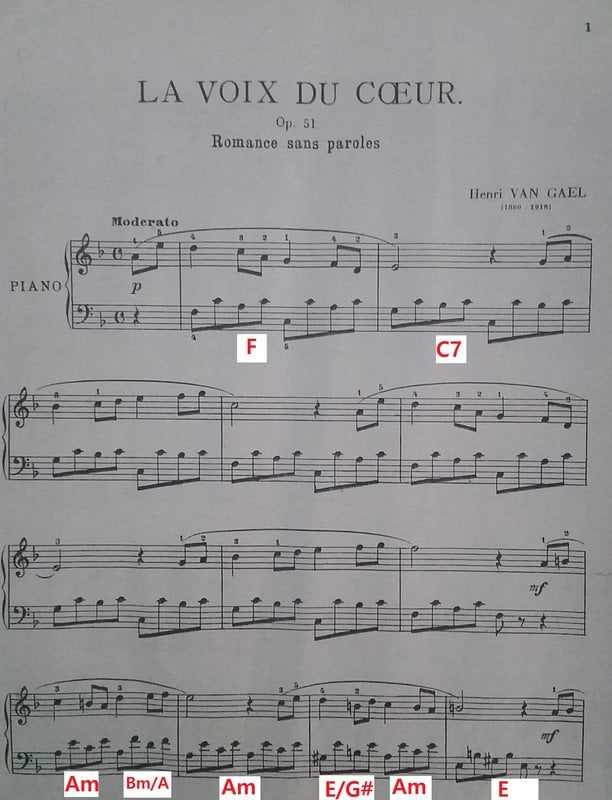 1
LA VOIX DU CŒUR.
Op. 51
Romance sans paroles
Henri VAN GAEL
(1860 - 1918)
Moderato
PIANO
p
F
C7
mf
mf
Am Bm/A Am E/G# Am E